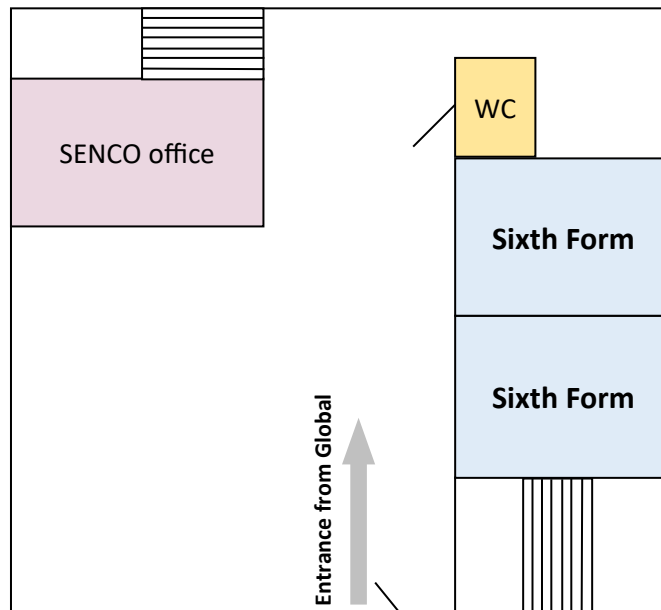 WC
SENCO office
Sixth Form
Sixth Form
Entrance from Global